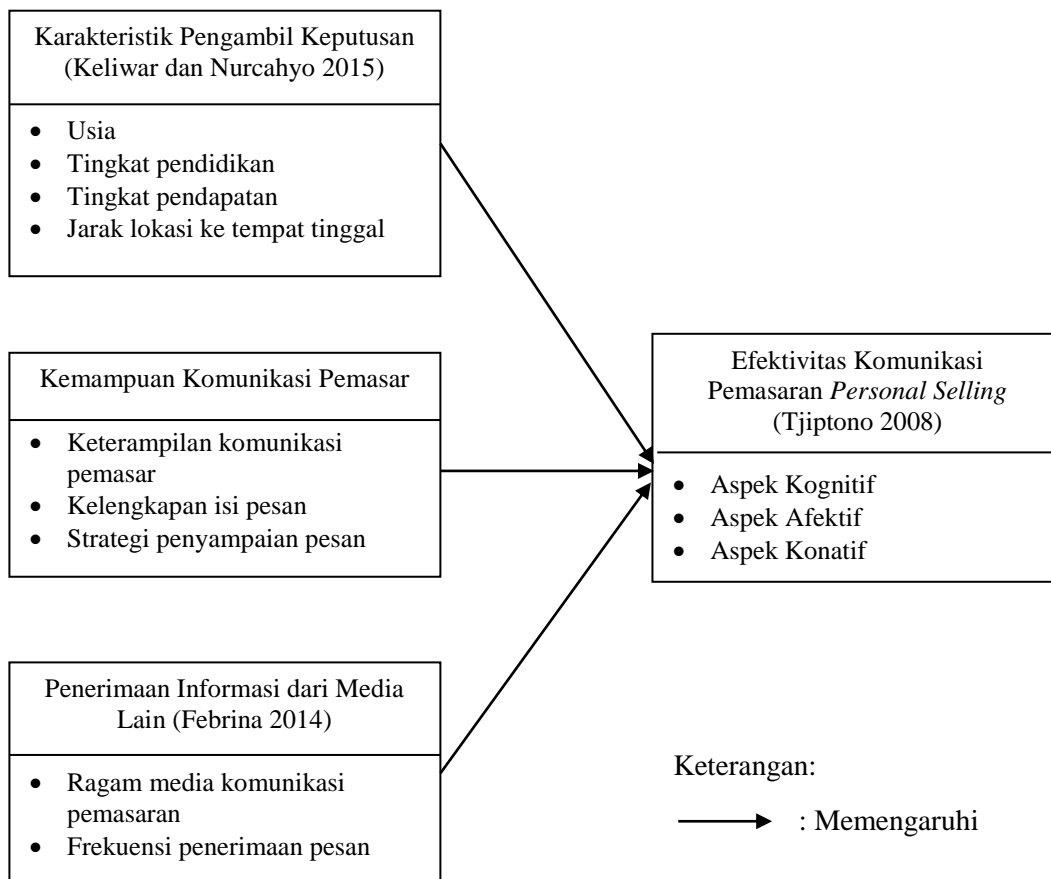 Karakteristik Pengambil Keputusan
(Keliwar dan Nurcahyo 2015)
• Usia
• Tingkat pendidikan
• Tingkat pendapatan
• Jarak lokasi ke tempat tinggal
Kemampuan Komunikasi Pemasar
• Keterampilan komunikasi
pemasar
• Kelengkapan isi pesan
• Strategi penyampaian pesan
Penerimaan Informasi dari Media
Lain (Febrina 2014)
• Ragam media komunikasi
pemasaran
• Frekuensi penerimaan pesan
Efektivitas Komunikasi
Pemasaran Personal Selling
(Tjiptono 2008)
• Aspek Kognitif
• Aspek Afektif
• Aspek Konatif
Keterangan:
: Memengaruhi